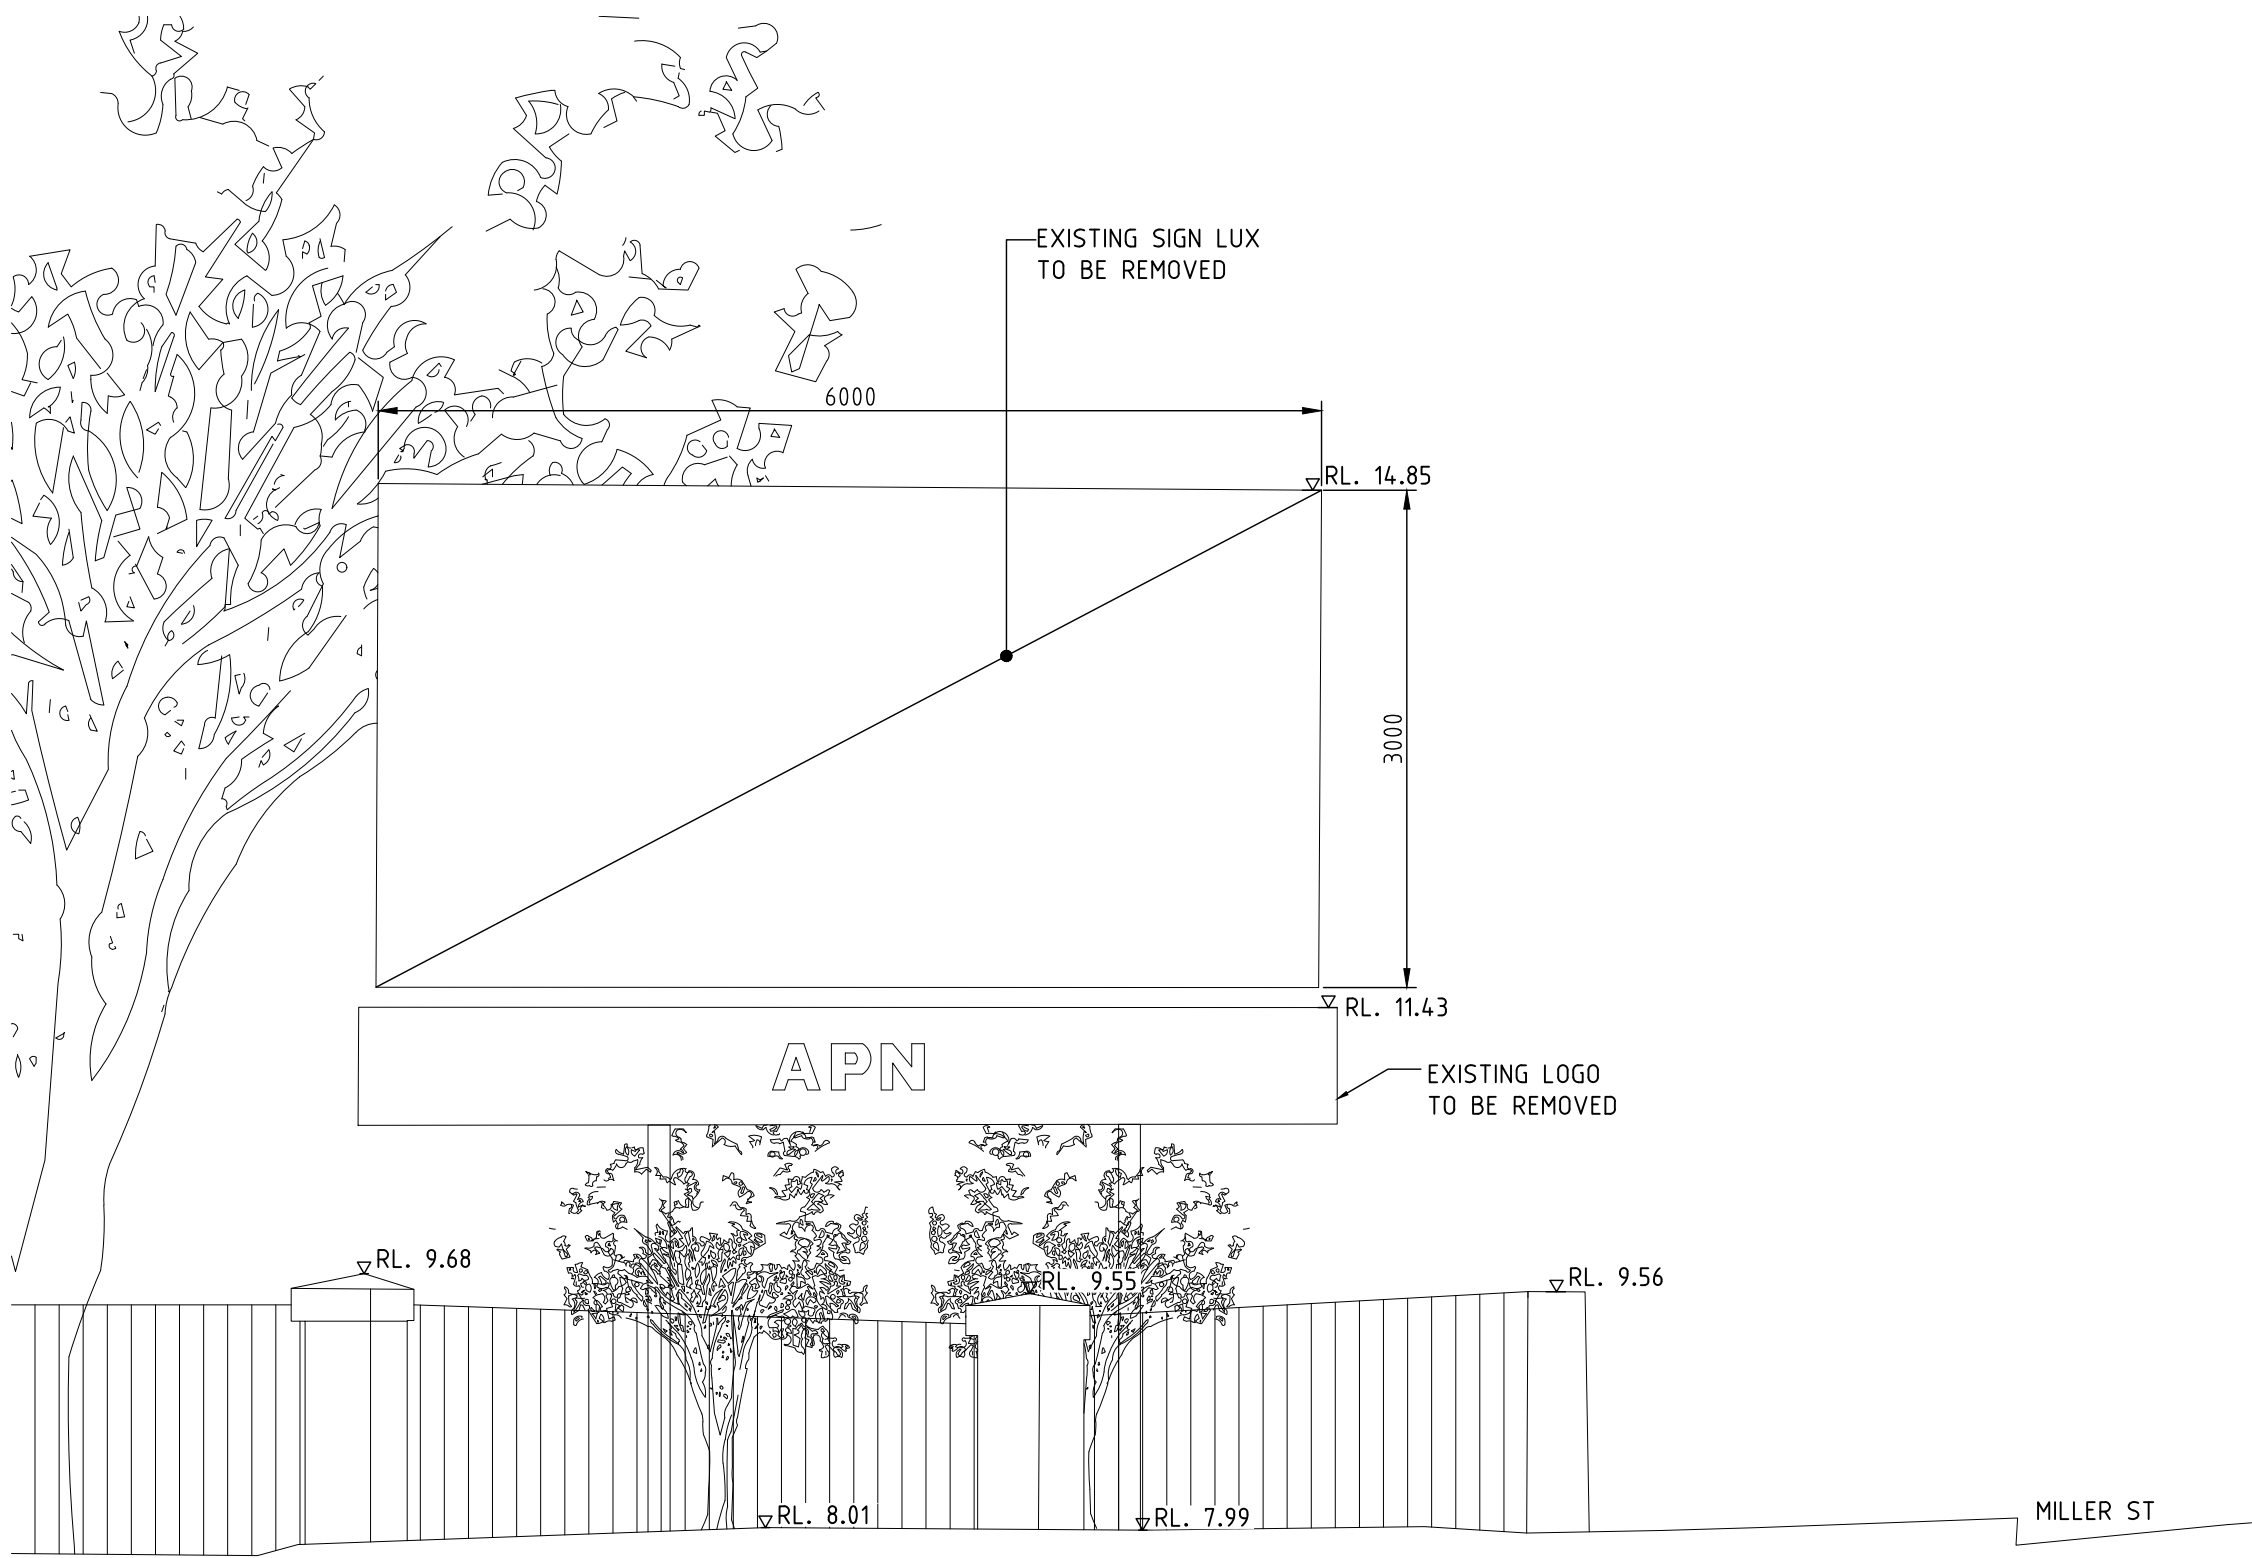 EXISTING SIGN LUX
TO BE REMOVED
6000
RL. 14.85
3000
RL. 11.43
APN
EXISTING LOGO
TO BE REMOVED
RL. 9.68
RL. 9.55
RL. 9.56
RL. 8.01
RL. 7.99
MILLER ST